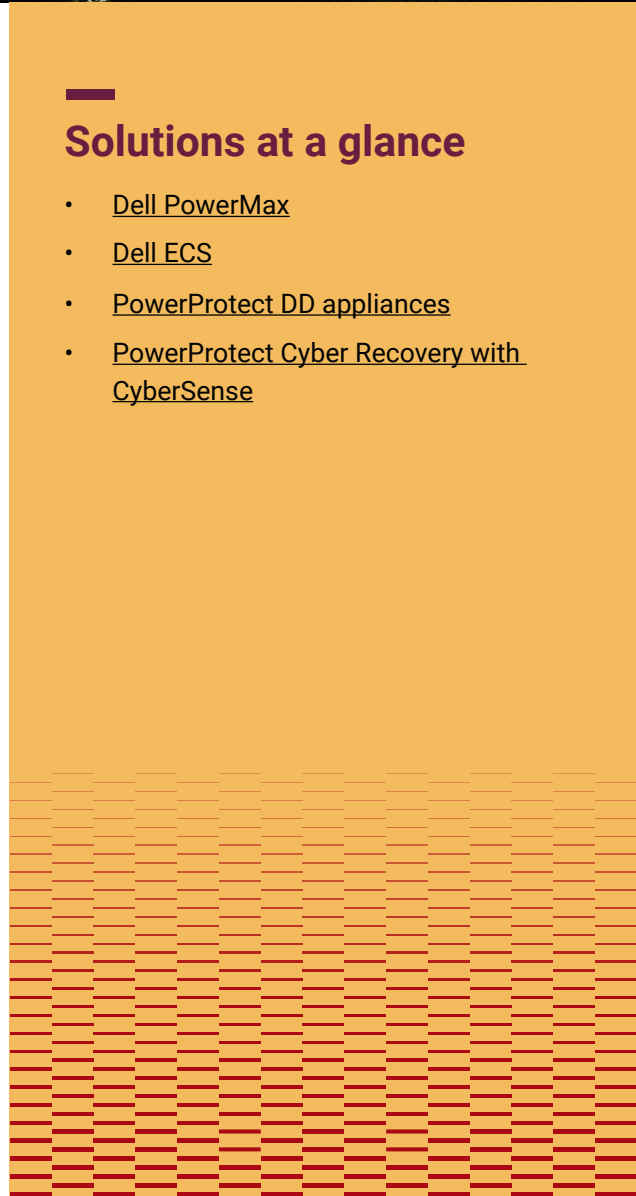 Solutions at a glance
• Dell PowerMax
• Dell ECS
• PowerProtect DD appliances
• PowerProtect Cyber Recovery with
CyberSense